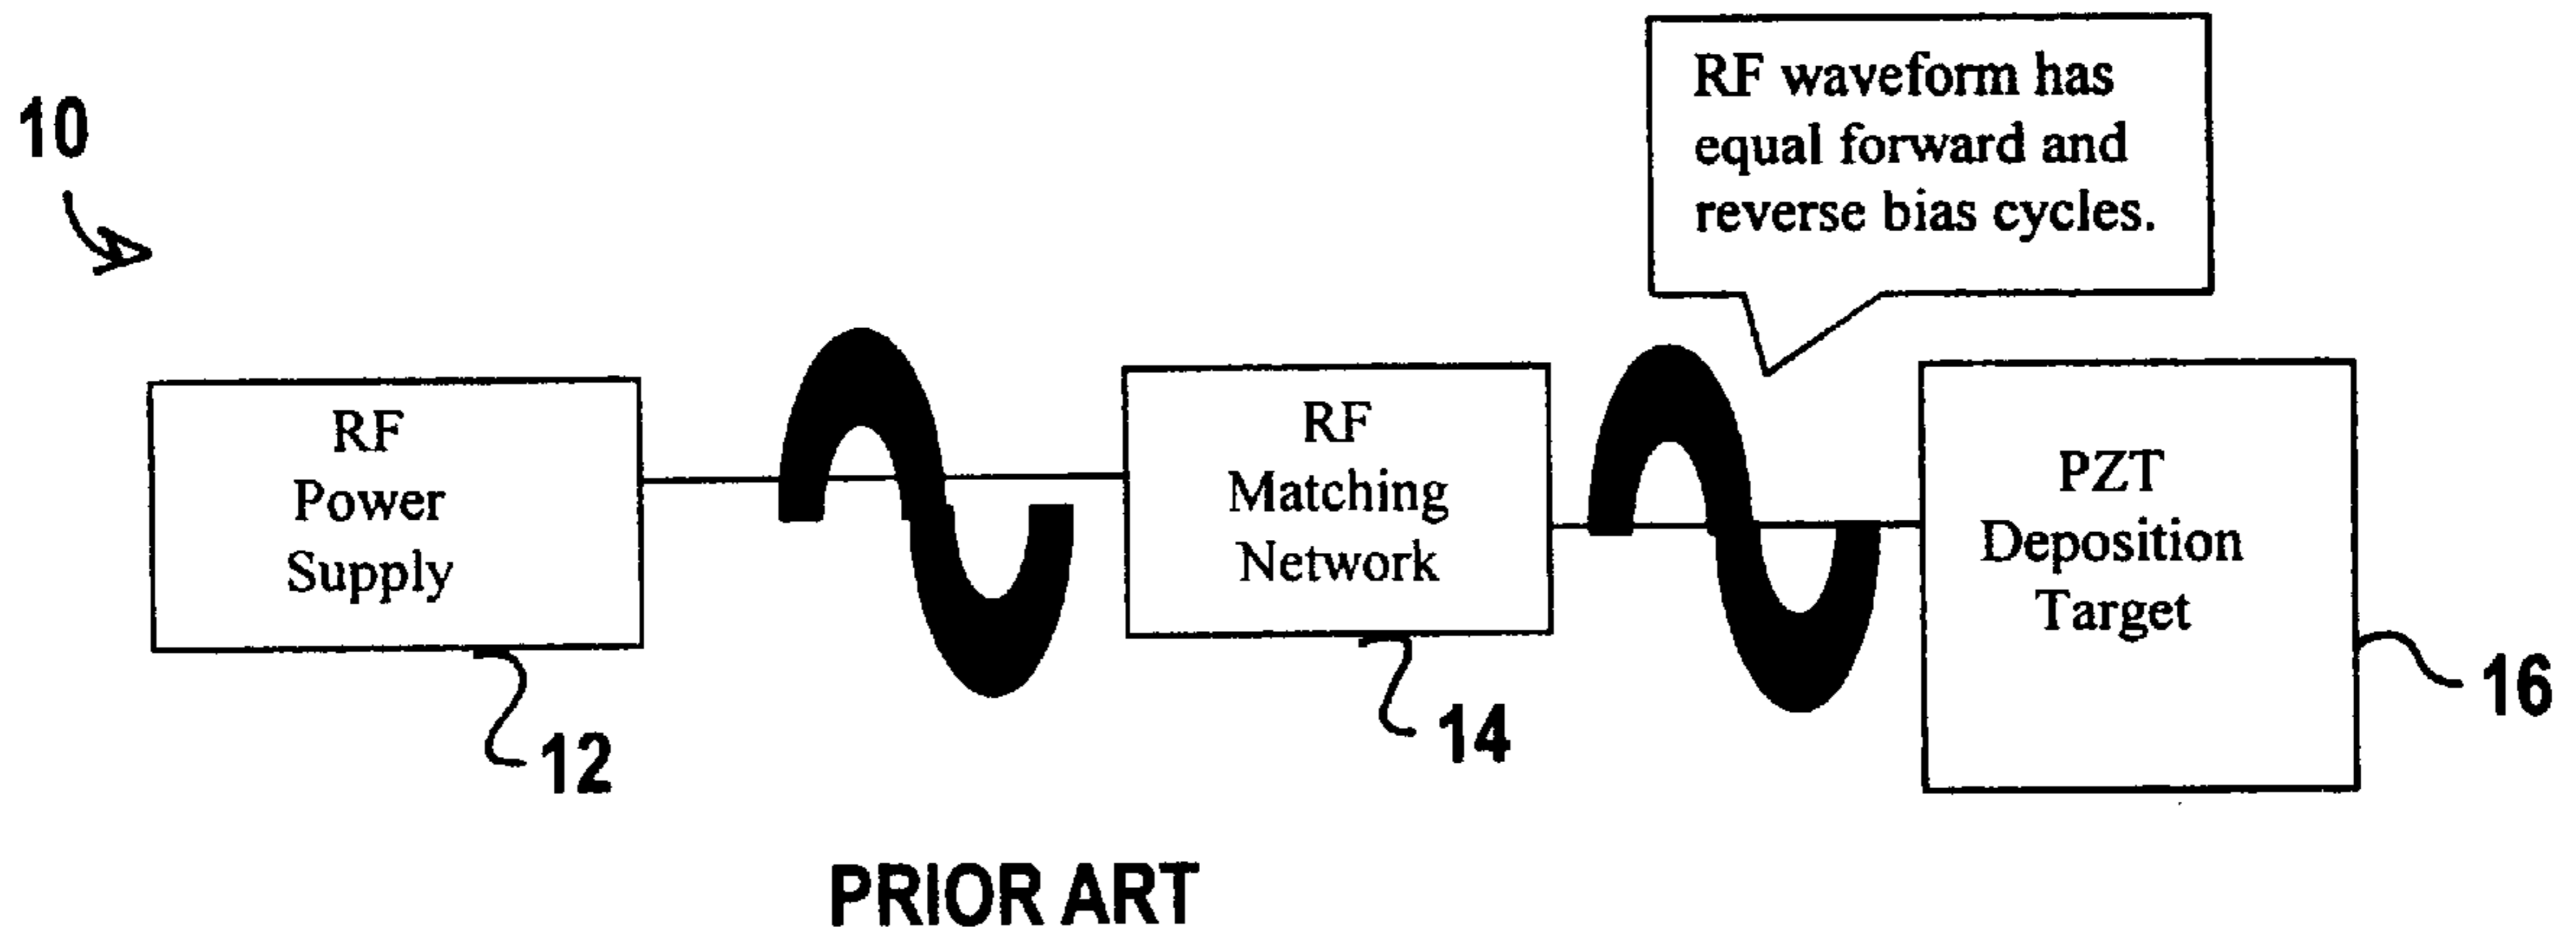 10
RF waveform has
equal forward and
reverse bias cycles.
RF
Power
Supply
12
RF
Matching
Network
14
PZT
Deposition
Target
16
PRIOR ART